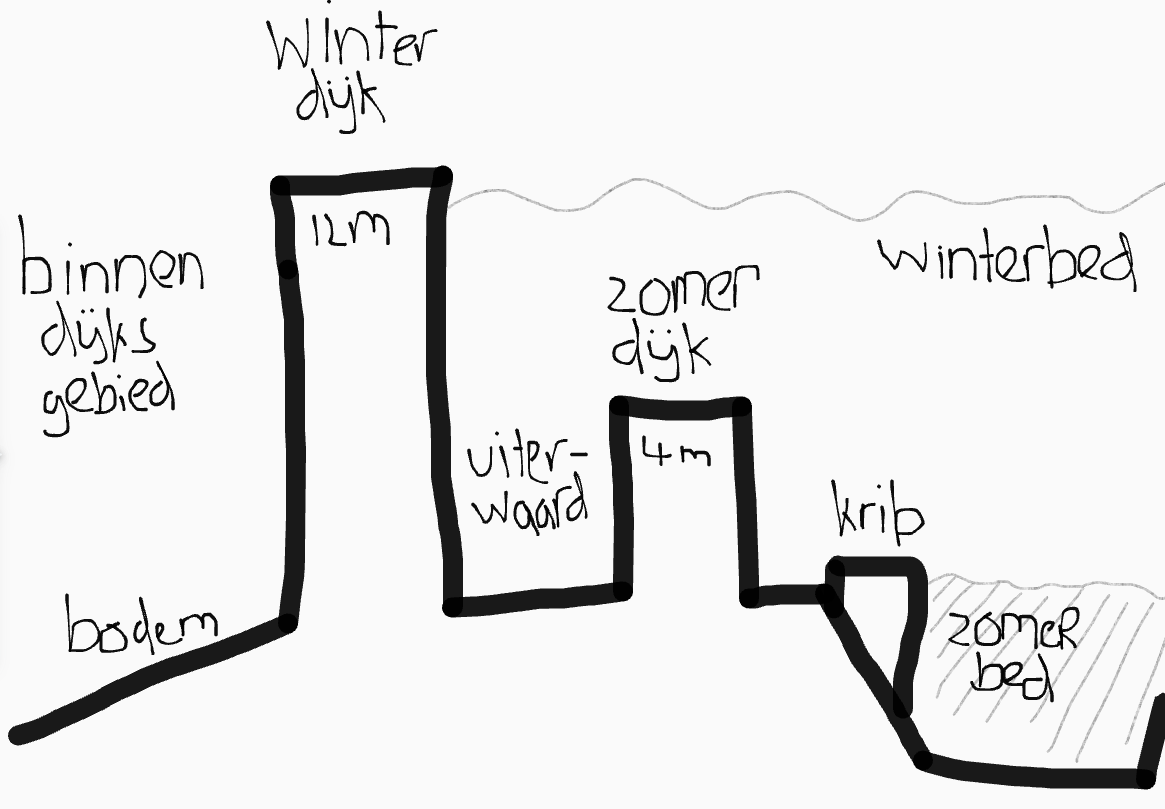 winter
dijk
12m
binnen
dijks
gebied
winterbed
zomer
dijk
4m
uiter-
waard
krib
bodem
zomeR
bed